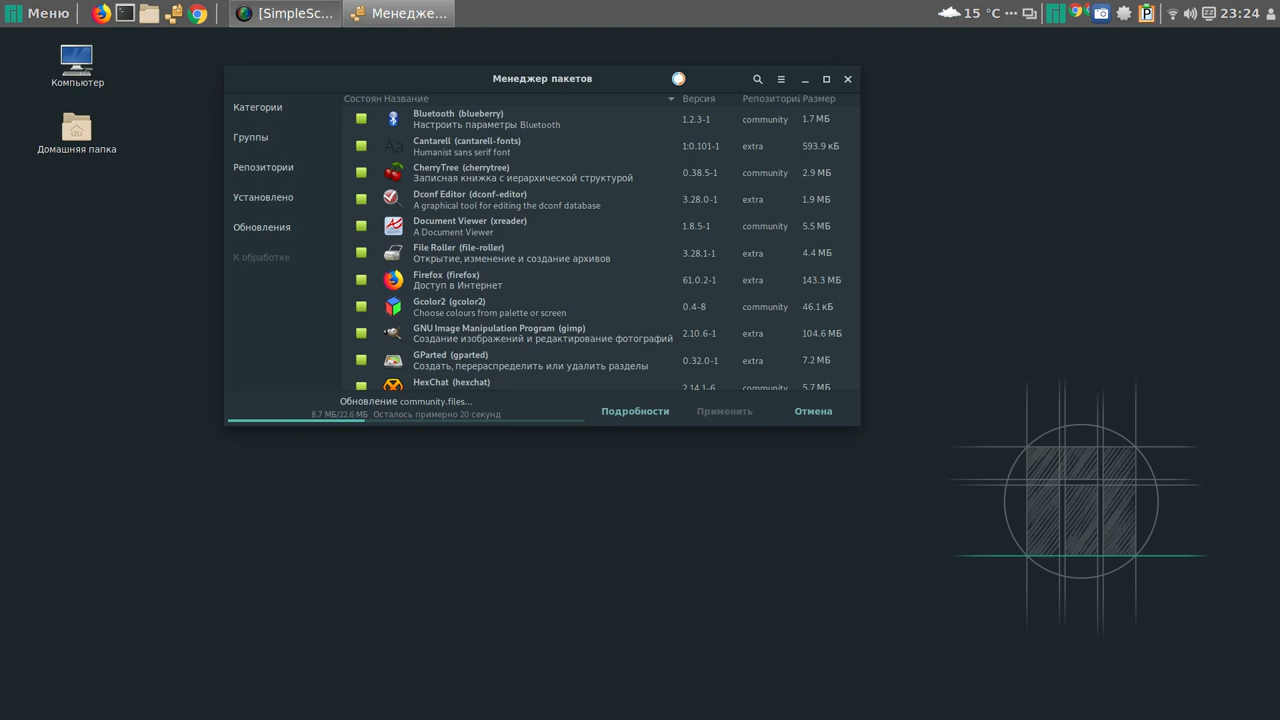 Меню
[SimpleSc...
Менедже...
15 °C
23:24
Компьютер
Домашняя папка
Менеджер пакетов
Категории
Группы
Репозитории
Установлено
Обновления
К обработке
Состоян Название Версия Репозитори Размер
Bluetooth (blueberry)
Настроить параметры Bluetooth
1.2.3-1 community 1.7 МБ
Cantarell (cantarell-fonts)
Humanist sans serif font
1:0.101-1 extra 593.9 кБ
CherryTree (cherrytree)
Записная книжка с иерархической структурой
0.38.5-1 community 2.9 МБ
Dconf Editor (dconf-editor)
A graphical tool for editing the dconf database
3.28.0-1 extra 1.9 МБ
Document Viewer (xreader)
A Document Viewer
1.8.5-1 community 5.5 МБ
File Roller (file-roller)
Открытие, изменение и создание архивов
3.28.1-1 extra 4.4 МБ
Firefox (firefox)
Доступ в Интернет
61.0.2-1 extra 143.3 МБ
Gcolor2 (gcolor2)
Choose colours from palette or screen
0.4-8 community 46.1 кБ
GNU Image Manipulation Program (gimp)
Создание изображений и редактирование фотографий
2.10.6-1 extra 104.6 МБ
GParted (gparted)
Создать, перераспределить или удалить разделы
0.32.0-1 extra 7.2 МБ
HexChat (hexchat)
2.14.1-6 community 5.7 МБ
Обновление community.files...
8.7 МБ/22.6 МБ Осталось примерно 20 секунд
Подробности Применить Отмена